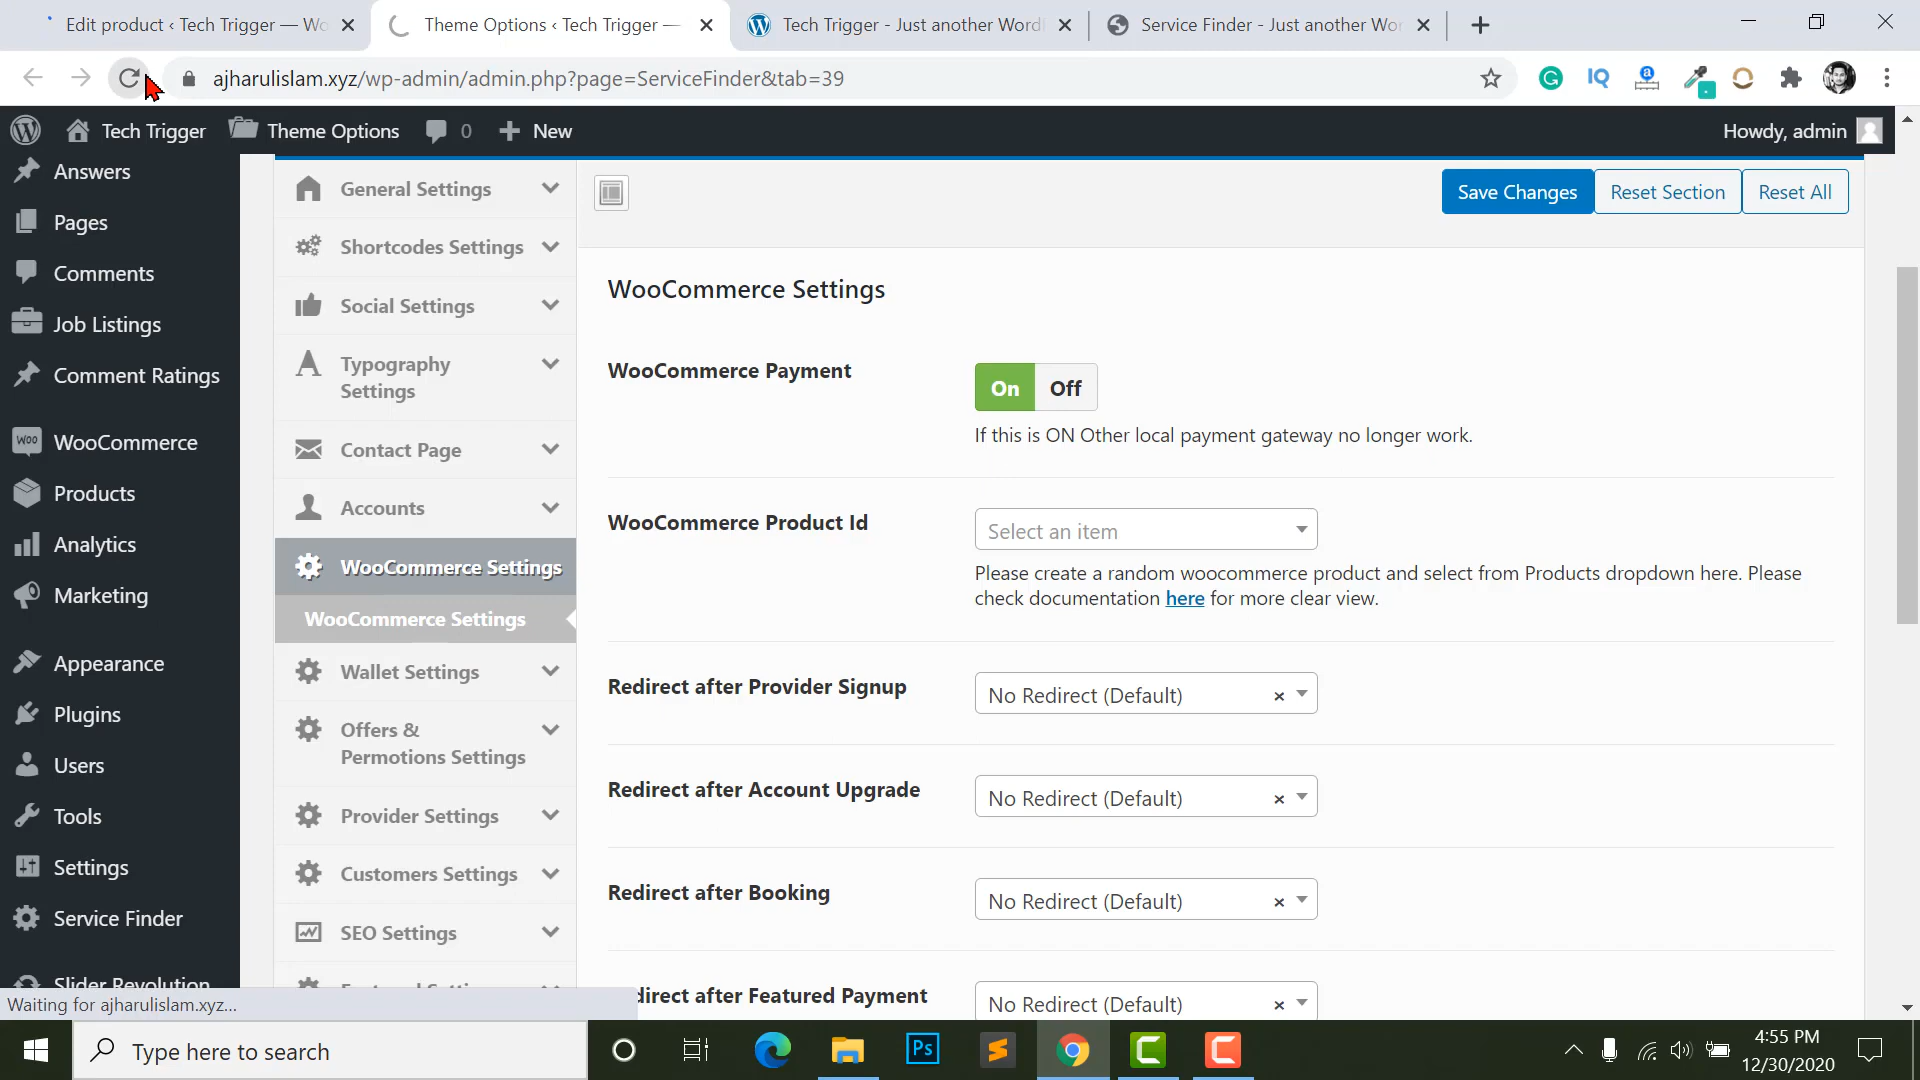 Edit product ‹ Tech Trigger — Wo
Theme Options ‹ Tech Trigger —
Tech Trigger - Just another Word
Service Finder - Just another Wor
ajharulislam.xyz/wp-admin/admin.php?page=ServiceFinder&tab=39
Tech Trigger
Theme Options
0
New
Howdy, admin
Answers
Pages
Comments
Job Listings
Comment Ratings
WooCommerce
Products
Analytics
Marketing
Appearance
Plugins
Users
Tools
Settings
Service Finder
Slider Revolution
General Settings
Shortcodes Settings
Social Settings
Typography
Settings
Contact Page
Accounts
WooCommerce Settings
WooCommerce Settings
Wallet Settings
Offers &
Permotions Settings
Provider Settings
Customers Settings
SEO Settings
Save Changes
Reset Section
Reset All
WooCommerce Settings
WooCommerce Payment
On Off
If this is ON Other local payment gateway no longer work.
WooCommerce Product Id
Select an item
Please create a random woocommerce product and select from Products dropdown here. Please
check documentation here for more clear view.
Redirect after Provider Signup
No Redirect (Default)
Redirect after Account Upgrade
No Redirect (Default)
Redirect after Booking
No Redirect (Default)
direct after Featured Payment
No Redirect (Default)
Waiting for ajharulislam.xyz...
Type here to search
Ps
4:55 PM
12/30/2020